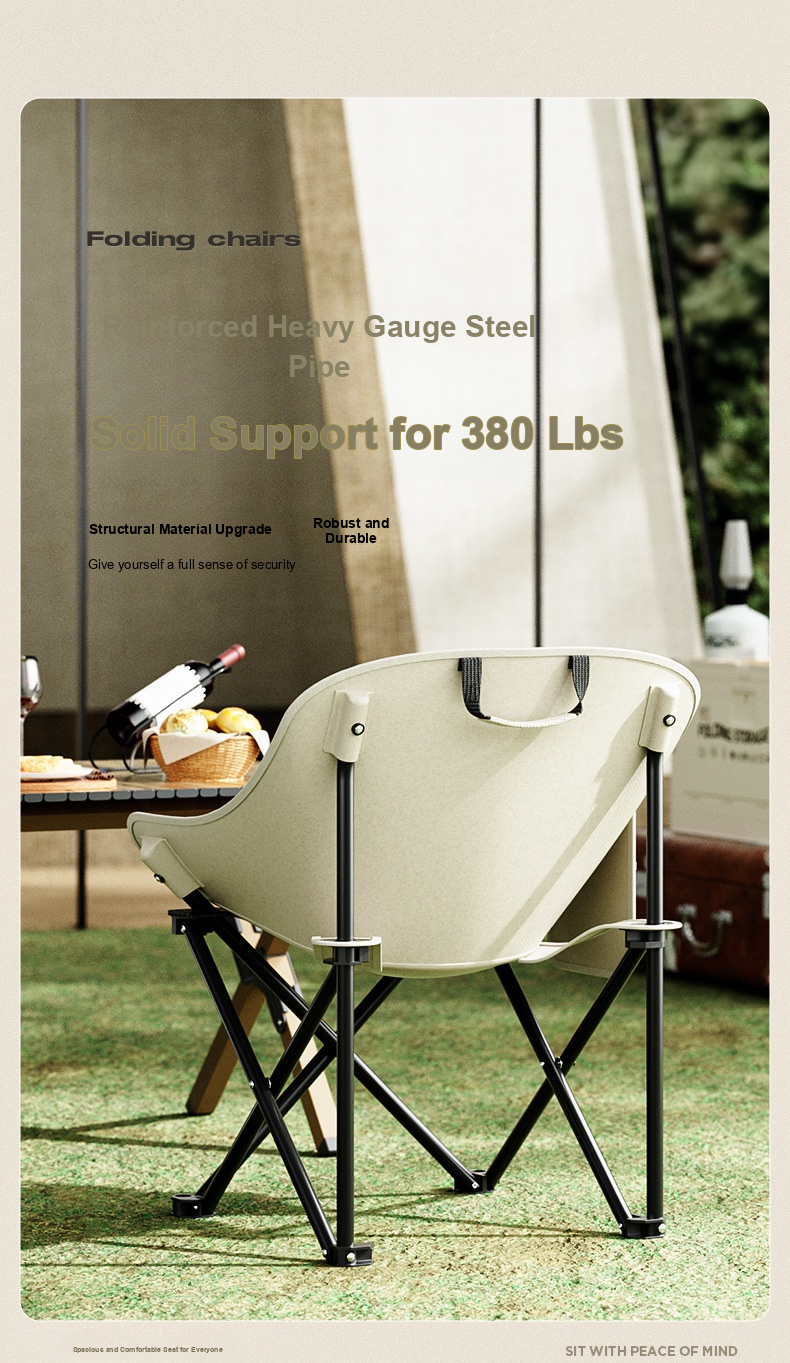 Folding chairs
Reinforced Heavy Gauge Steel
Pipe
Solid Support for 380 Lbs
Structural Material Upgrade
Robust and
Durable
Give yourself a full sense of security
Spacious and Comfortable Seat for Everyone
SIT WITH PEACE OF MIND